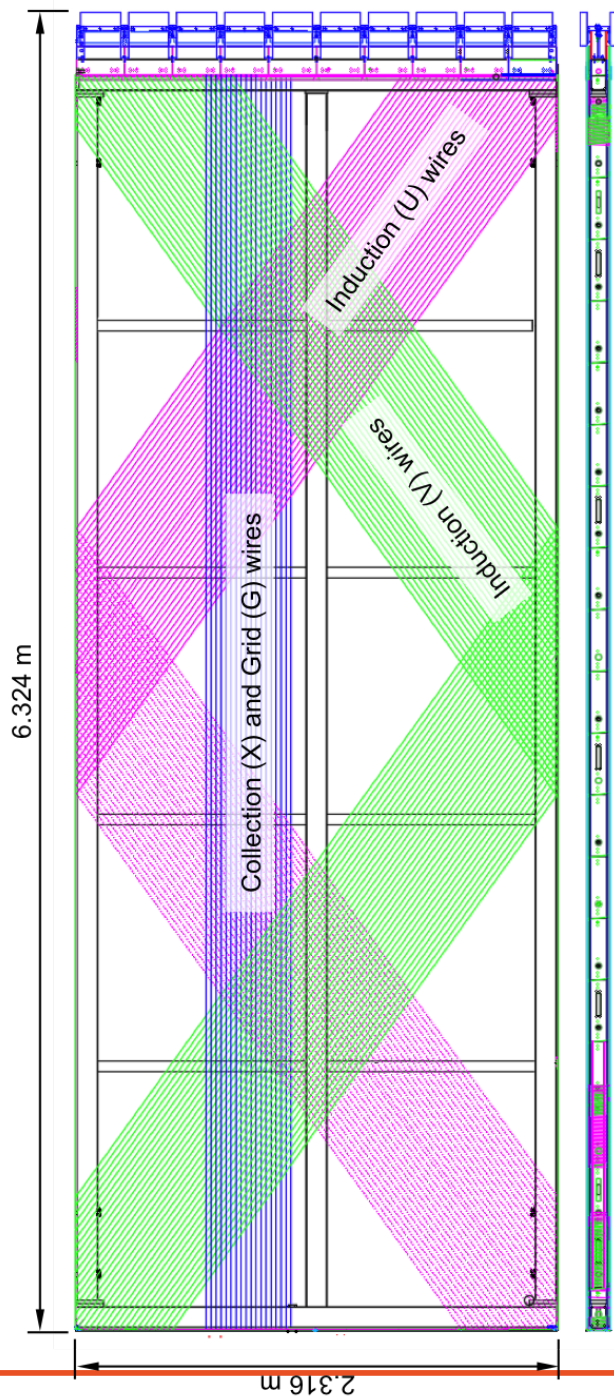 Induction (U) wires
Induction (V) wires
Collection (X) and Grid (G) wires
6.324 m
2.316 m